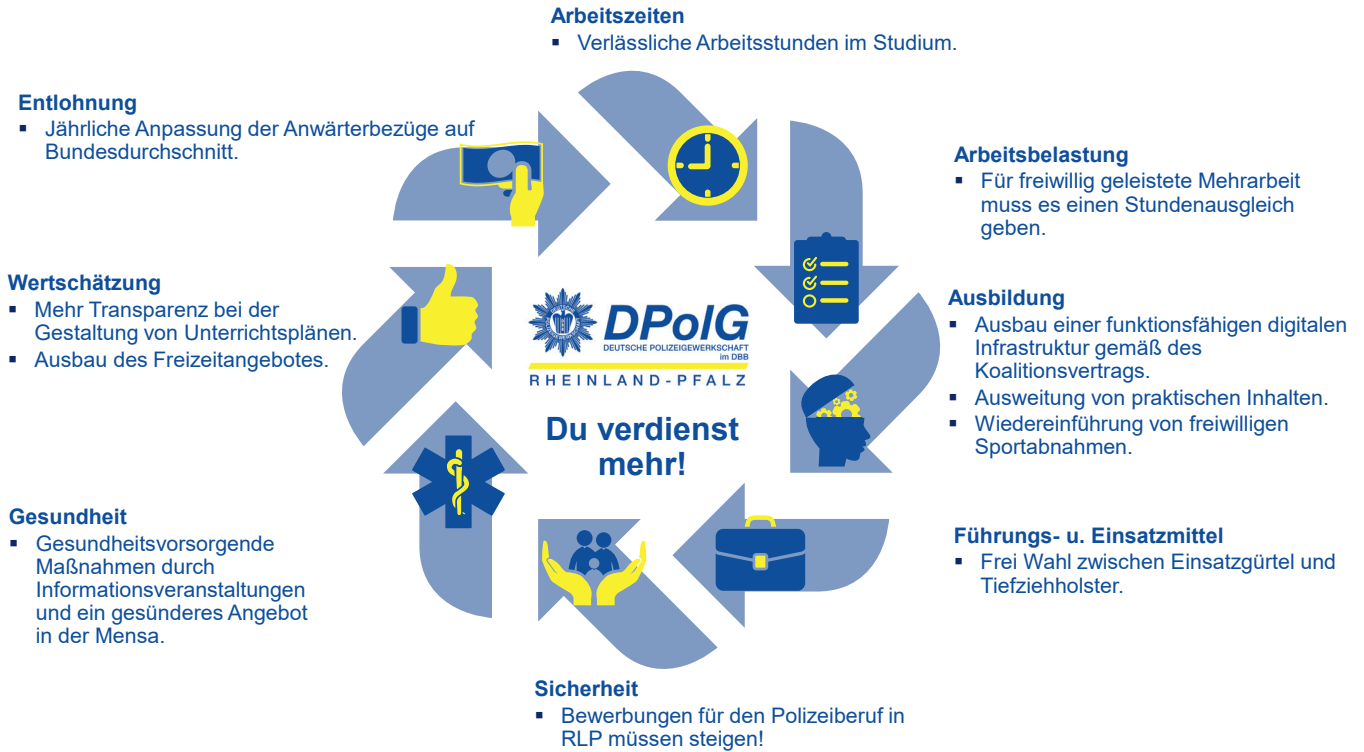 Arbeitszeiten
▪ Verlässliche Arbeitsstunden im Studium.
Entlohnung
▪ Jährliche Anpassung der Anwärterbezüge auf
Bundesdurchschnitt.
Arbeitsbelastung
▪ Für freiwillig geleistete Mehrarbeit
muss es einen Stundenausgleich
geben.
Wertschätzung
▪ Mehr Transparenz bei der
Gestaltung von Unterrichtsplänen.
▪ Ausbau des Freizeitangebotes.
DPolG
DEUTSCHE POLIZEIGEWERKSCHAFT
im DBB
RHEINLAND-PFALZ
Du verdienst
mehr!
Ausbildung
▪ Ausbau einer funktionsfähigen digitalen
Infrastruktur gemäß des
Koalitionsvertrags.
▪ Ausweitung von praktischen Inhalten.
▪ Wiedereinführung von freiwilligen
Sportabnahmen.
Gesundheit
▪ Gesundheitsvorsorgende
Maßnahmen durch
Informationsveranstaltungen
und ein gesünderes Angebot
in der Mensa.
Führungs- u. Einsatzmittel
▪ Frei Wahl zwischen Einsatzgürtel und
Tiefziehholster.
Sicherheit
▪ Bewerbungen für den Polizeiberuf in
RLP müssen steigen!